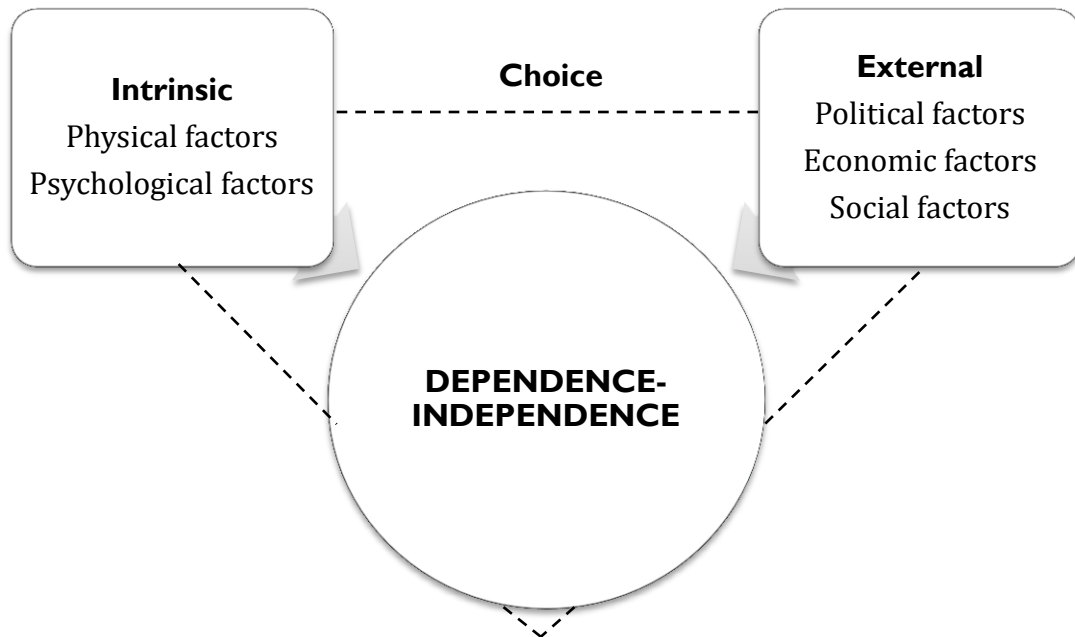 Intrinsic
Physical factors
Psychological factors
Choice
External
Political factors
Economic factors
Social factors
DEPENDENCE-
INDEPENDENCE